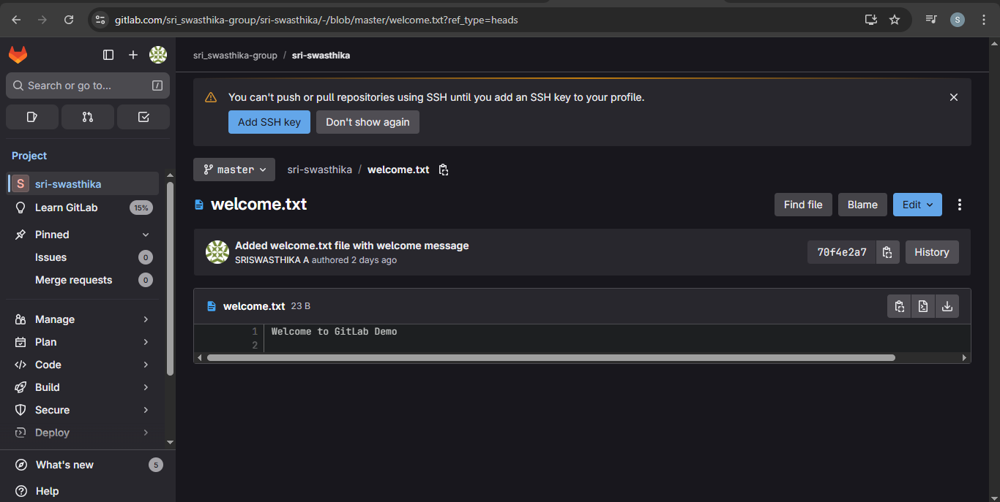 gitlab.com/sri_swasthika-group/sri-swasthika/-/blob/master/welcome.txt?ref_type=heads
S
sri_swasthika-group / sri-swasthika
Search or go to...
/
You can't push or pull repositories using SSH until you add an SSH key to your profile.
Add SSH key
Don't show again
Project
S sri-swasthika
Learn GitLab 15%
Pinned
Issues 0
Merge requests 0
Manage
Plan
Code
Build
Secure
Deploy
What's new 5
Help
master
sri-swasthika / welcome.txt
welcome.txt
Find file
Blame
Edit
Added welcome.txt file with welcome message
SRISWASTHIKA A authored 2 days ago
70f4e2a7
History
welcome.txt 23 B
1 Welcome to GitLab Demo
2